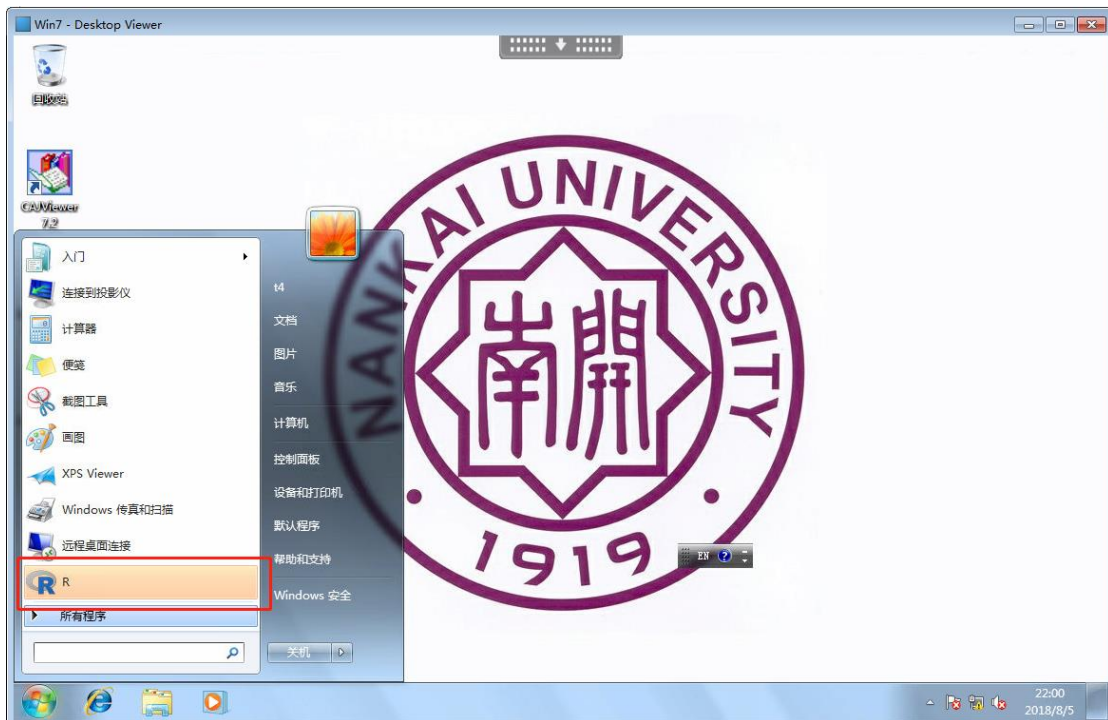 Win7 - Desktop Viewer
回收站
CAJViewer
7.2
入门
连接到投影仪
计算器
便笺
截图工具
画图
XPS Viewer
Windows 传真和扫描
远程桌面连接
R
所有程序
t4
文档
图片
音乐
计算机
控制面板
设备和打印机
默认程序
帮助和支持
Windows 安全
关机
NANKAI UNIVERSITY
南開
· 1919 ·
EN
22:00
2018/8/5